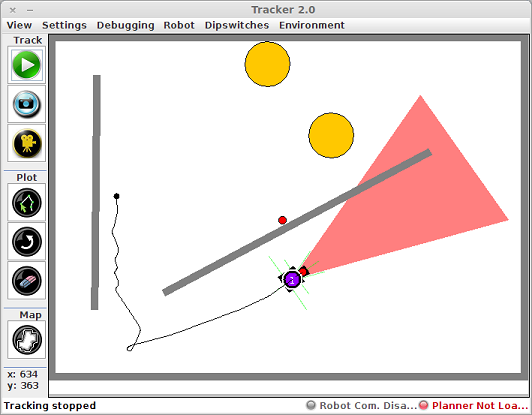 Tracker 2.0
View Settings Debugging Robot Dipswitches Environment
Track
Plot
Map
x: 634
y: 363
Tracking stopped Robot Com. Disa... Planner Not Loa...